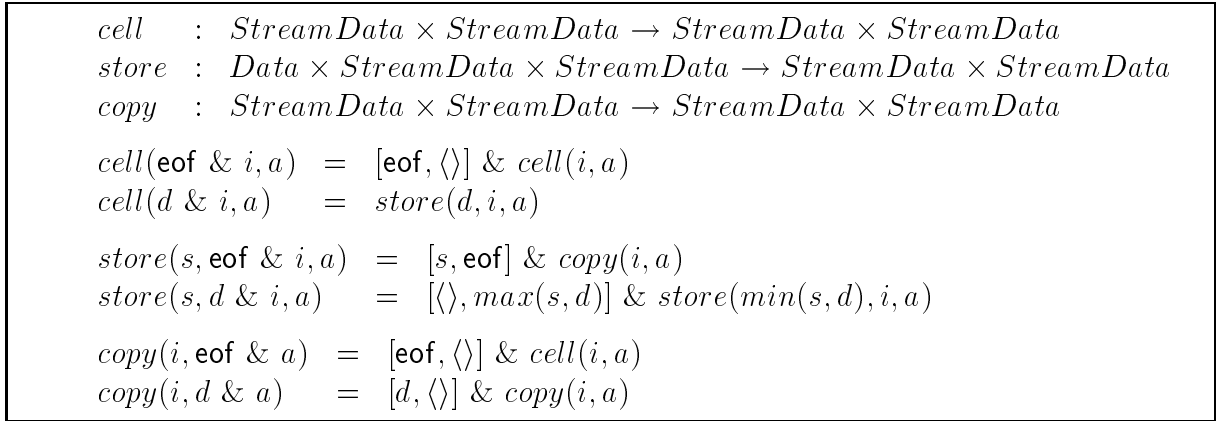 cell : StreamData × StreamData → StreamData × StreamData
store : Data × StreamData × StreamData → StreamData × StreamData
copy : StreamData × StreamData → StreamData × StreamData
cell(eof & i, a) = [eof, ⟨⟩] & cell(i, a)
cell(d & i, a) = store(d, i, a)
store(s, eof & i, a) = [s, eof] & copy(i, a)
store(s, d & i, a) = [⟨⟩, max(s, d)] & store(min(s, d), i, a)
copy(i, eof & a) = [eof, ⟨⟩] & cell(i, a)
copy(i, d & a) = [d, ⟨⟩] & copy(i, a)